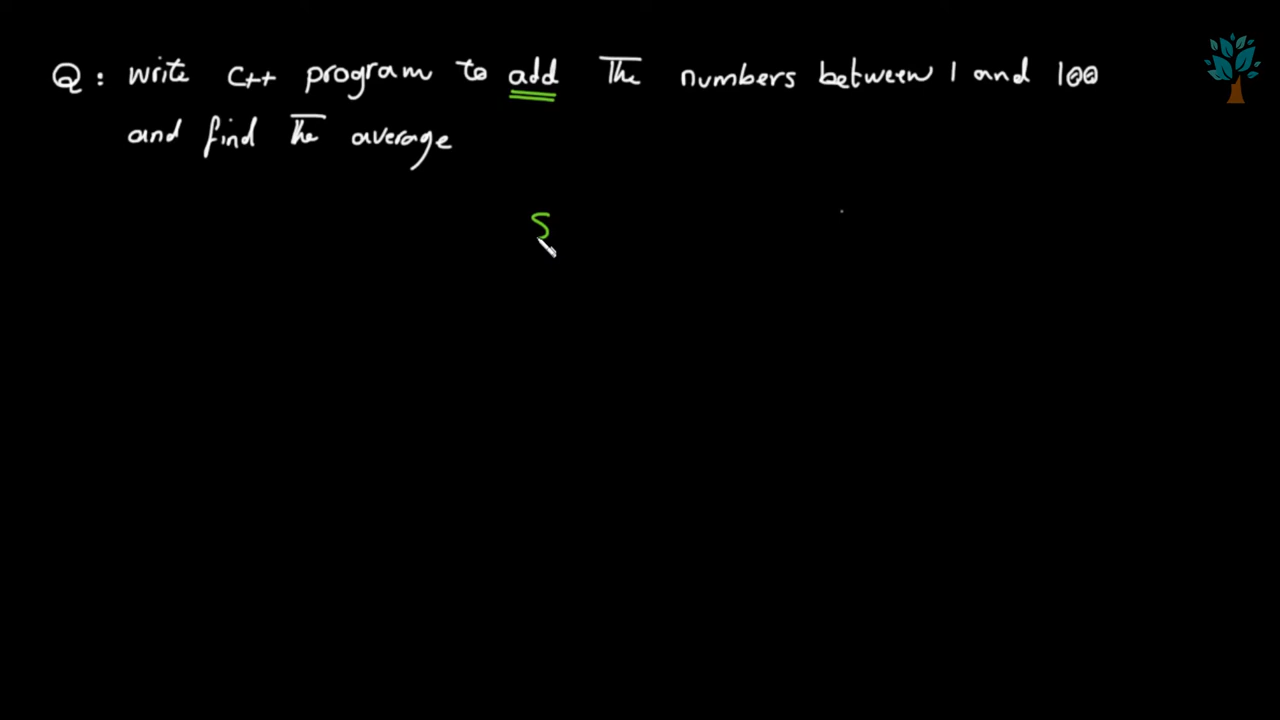 Q: write C++ program to add The numbers between 1 and 100
and find The average
S